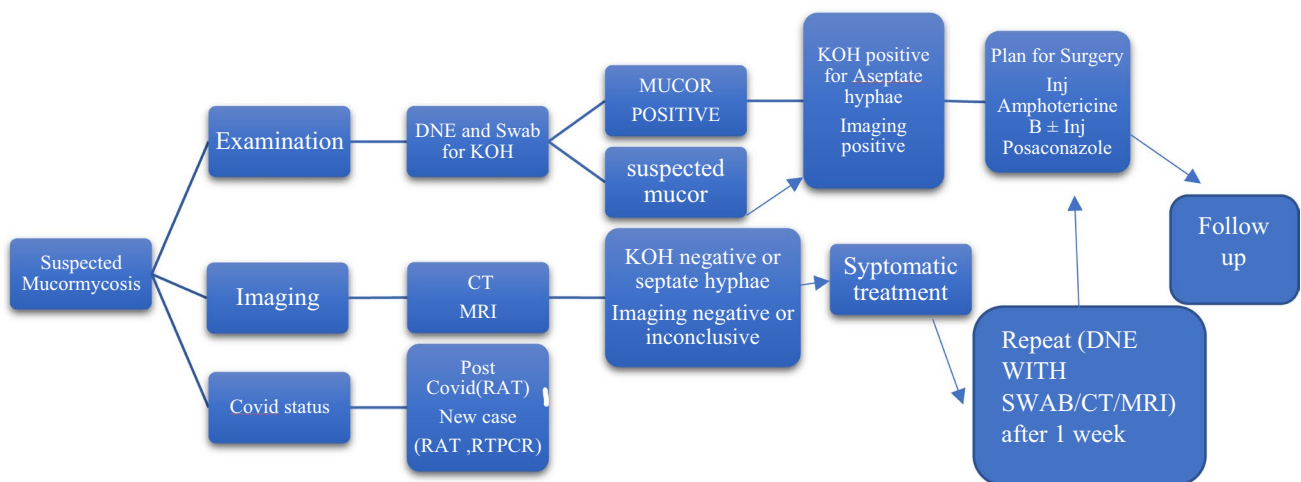 Suspected
Mucormycosis
Examination
DNE and Swab
for KOH
MUCOR
POSITIVE
suspected
mucor
KOH positive
for Aseptate
hyphae
Imaging
positive
Plan for Surgery
Inj
Amphotericine
B ± Inj
Posaconazole
Follow
up
Imaging
CT
MRI
KOH negative or
septate hyphae
Imaging negative or
inconclusive
Syptomatic
treatment
Repeat (DNE
WITH
SWAB/CT/MRI)
after 1 week
Covid status
Post
Covid(RAT)
New case
(RAT ,RTPCR)